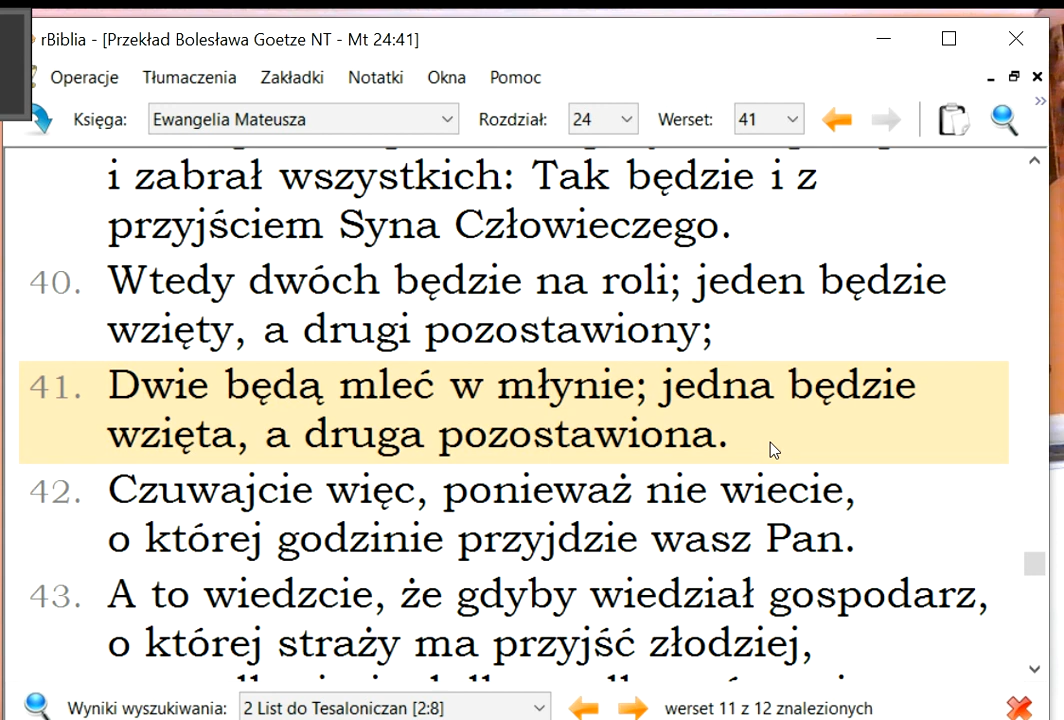 rBiblia - [Przekład Bolesława Goetze NT - Mt 24:41]
Operacje Tłumaczenia Zakładki Notatki Okna Pomoc
Księga: Ewangelia Mateusza Rozdział: 24 Werset: 41
i zabrał wszystkich: Tak będzie i z
przyjściem Syna Człowieczego.
40. Wtedy dwóch będzie na roli; jeden będzie
wzięty, a drugi pozostawiony;
41. Dwie będą mleć w młynie; jedna będzie
wzięta, a druga pozostawiona.
42. Czuwajcie więc, ponieważ nie wiecie,
o której godzinie przyjdzie wasz Pan.
43. A to wiedzcie, że gdyby wiedział gospodarz,
o której straży ma przyjść złodziej,
Wyniki wyszukiwania: 2 List do Tesaloniczan [2:8] werset 11 z 12 znalezionych